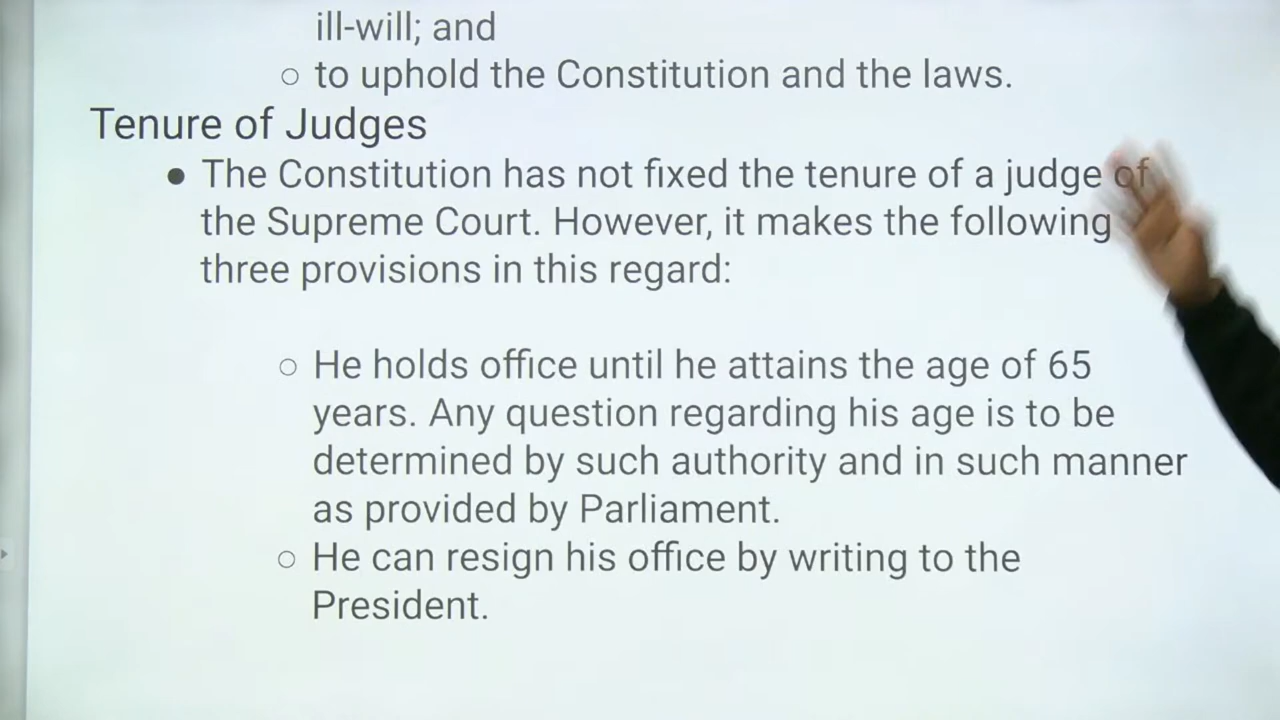 ill-will; and
○ to uphold the Constitution and the laws.
Tenure of Judges
● The Constitution has not fixed the tenure of a judge of
the Supreme Court. However, it makes the following
three provisions in this regard:
○ He holds office until he attains the age of 65
years. Any question regarding his age is to be
determined by such authority and in such manner
as provided by Parliament.
○ He can resign his office by writing to the
President.